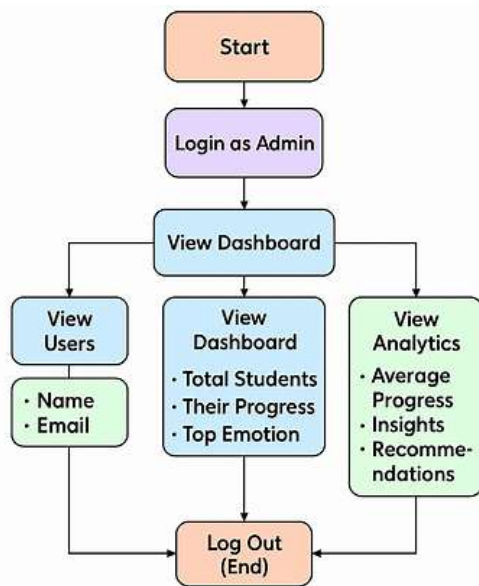 Start
Login as Admin
View Dashboard
View
Users
· Name
· Email
View
Dashboard
· Total Students
· Their Progress
· Top Emotion
View
Analytics
· Average
Progress
· Insights
· Recomme-
ndations
Log Out
(End)